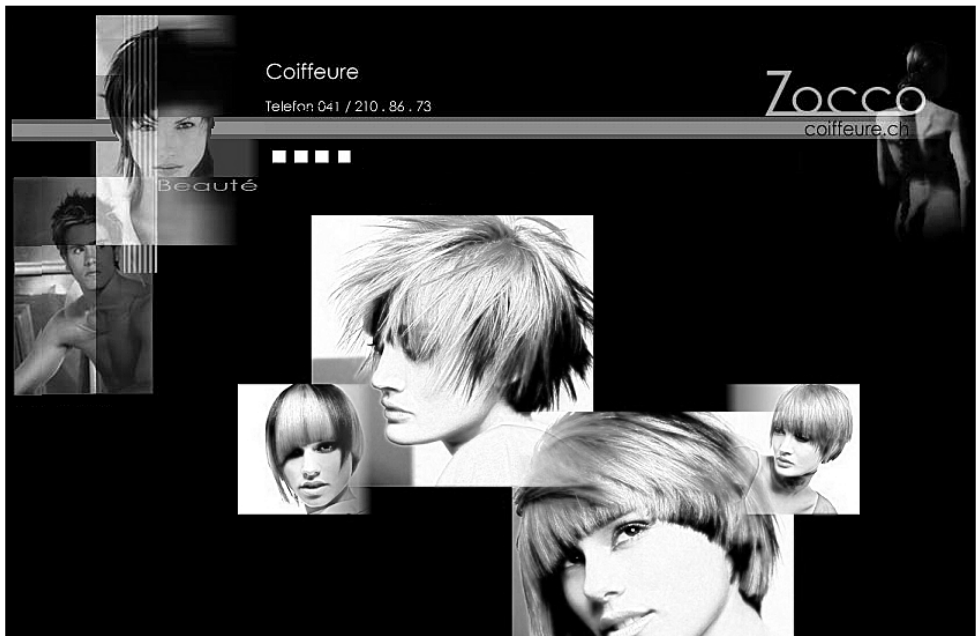 Coiffeure
Telefon 041 / 210 . 86 . 73
Zocco
coiffeure.ch
Beauté